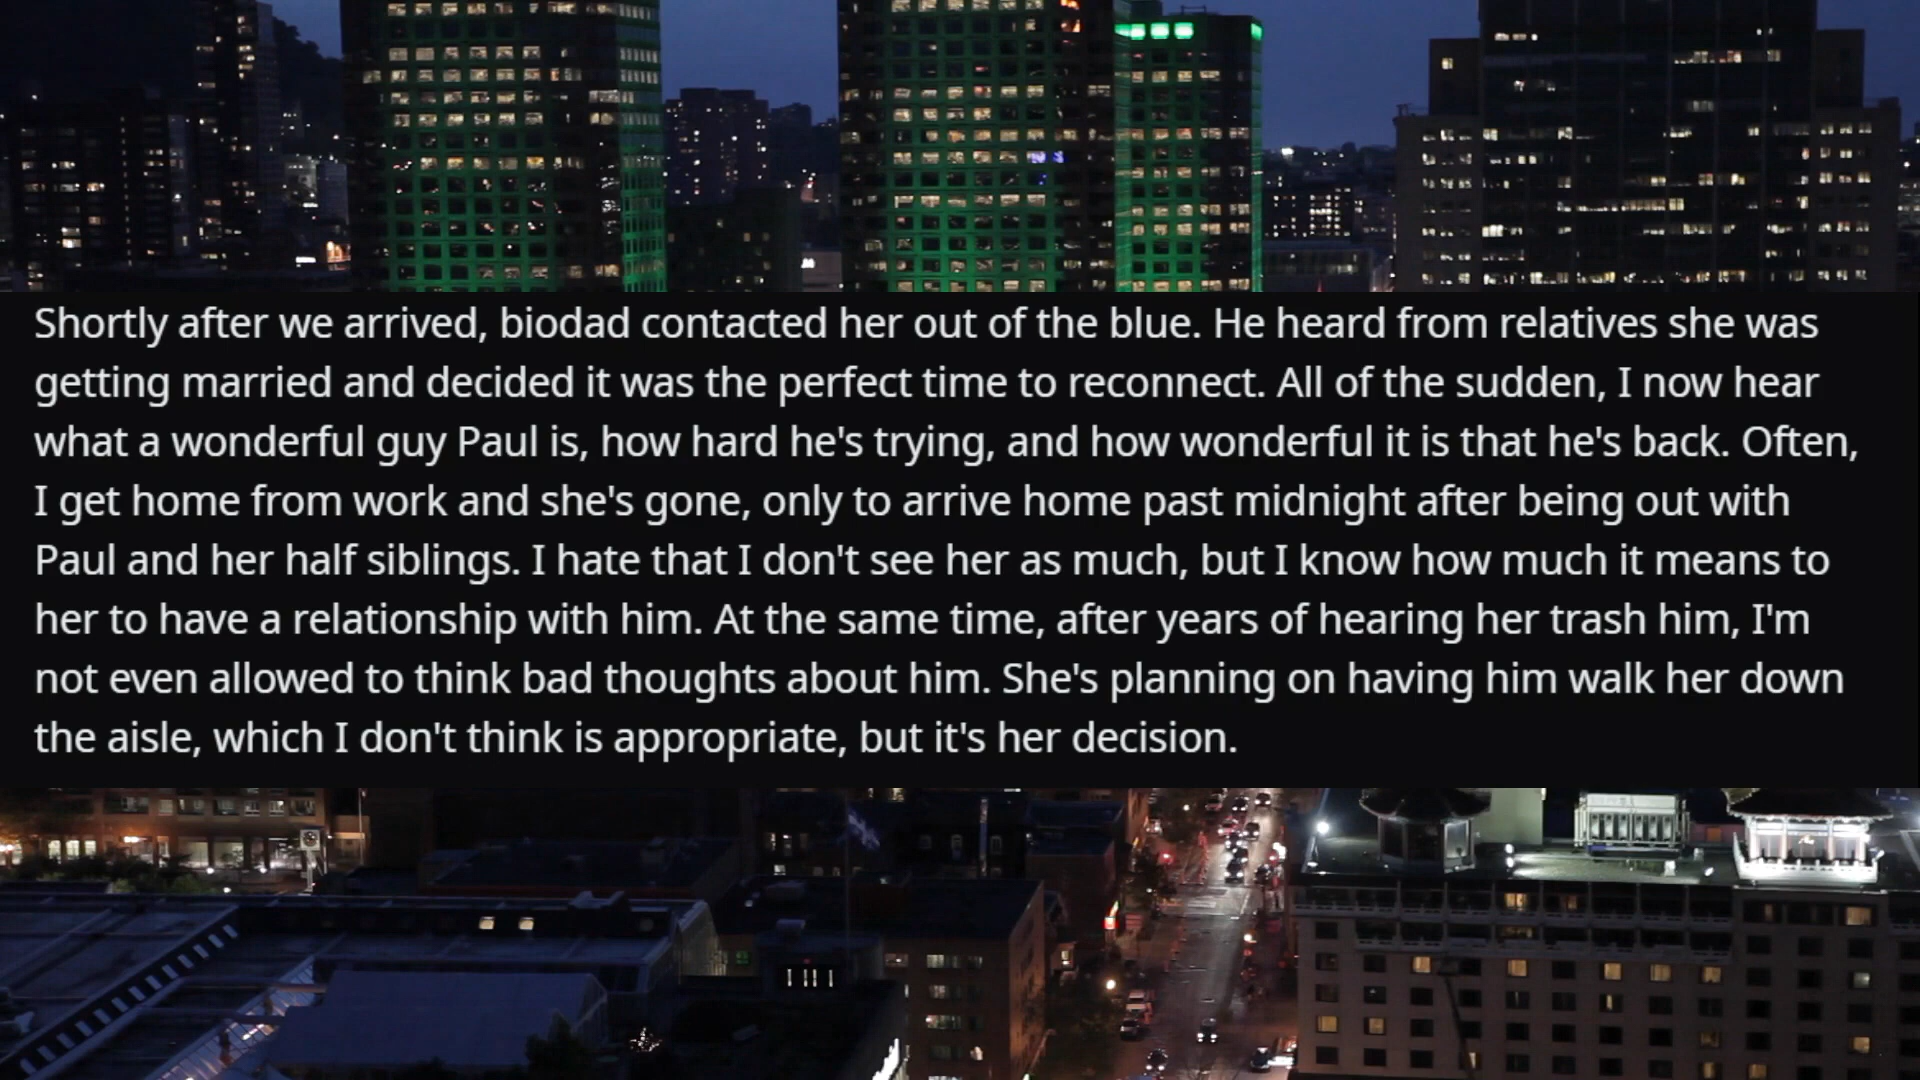 Shortly after we arrived, biodad contacted her out of the blue. He heard from relatives she was
getting married and decided it was the perfect time to reconnect. All of the sudden, I now hear
what a wonderful guy Paul is, how hard he's trying, and how wonderful it is that he's back. Often,
I get home from work and she's gone, only to arrive home past midnight after being out with
Paul and her half siblings. I hate that I don't see her as much, but I know how much it means to
her to have a relationship with him. At the same time, after years of hearing her trash him, I'm
not even allowed to think bad thoughts about him. She's planning on having him walk her down
the aisle, which I don't think is appropriate, but it's her decision.